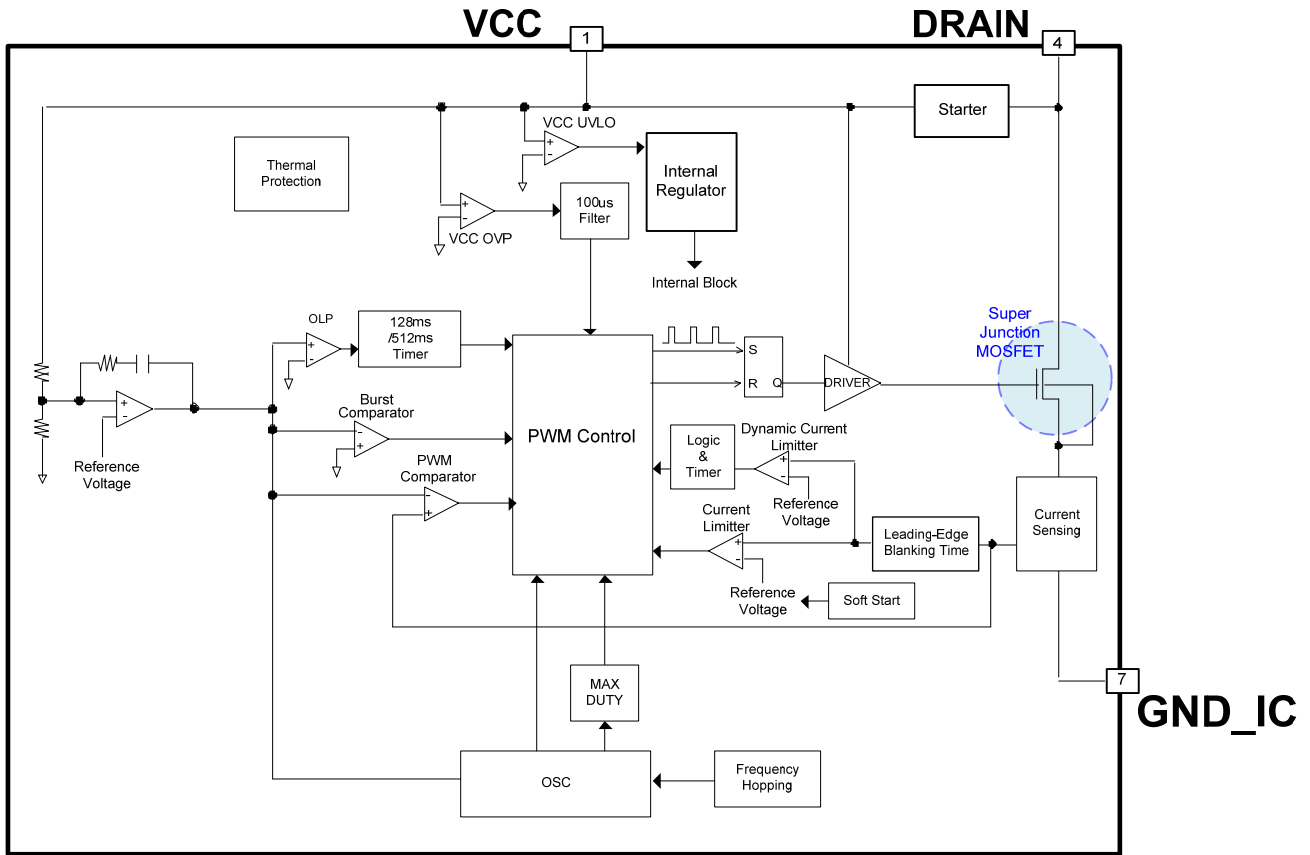 VCC
DRAIN
1
4
Starter
VCC UVLO
+
-
Thermal
Protection
Internal
Regulator
100us
Filter
+
-
VCC OVP
Internal Block
OLP
+
-
128ms
/512ms
Timer
Super
Junction
MOSFET
S
R
Q
DRIVER
+
-
Reference
Voltage
Burst
Comparator
-
+
PWM Control
PWM
Comparator
-
+
Logic
&
Timer
Dynamic Current
Limitter
+
-
Reference
Voltage
Current
Limitter
+
-
Leading-Edge
Blanking Time
Current
Sensing
Reference
Voltage
Soft Start
MAX
DUTY
7
GND_IC
OSC
Frequency
Hopping